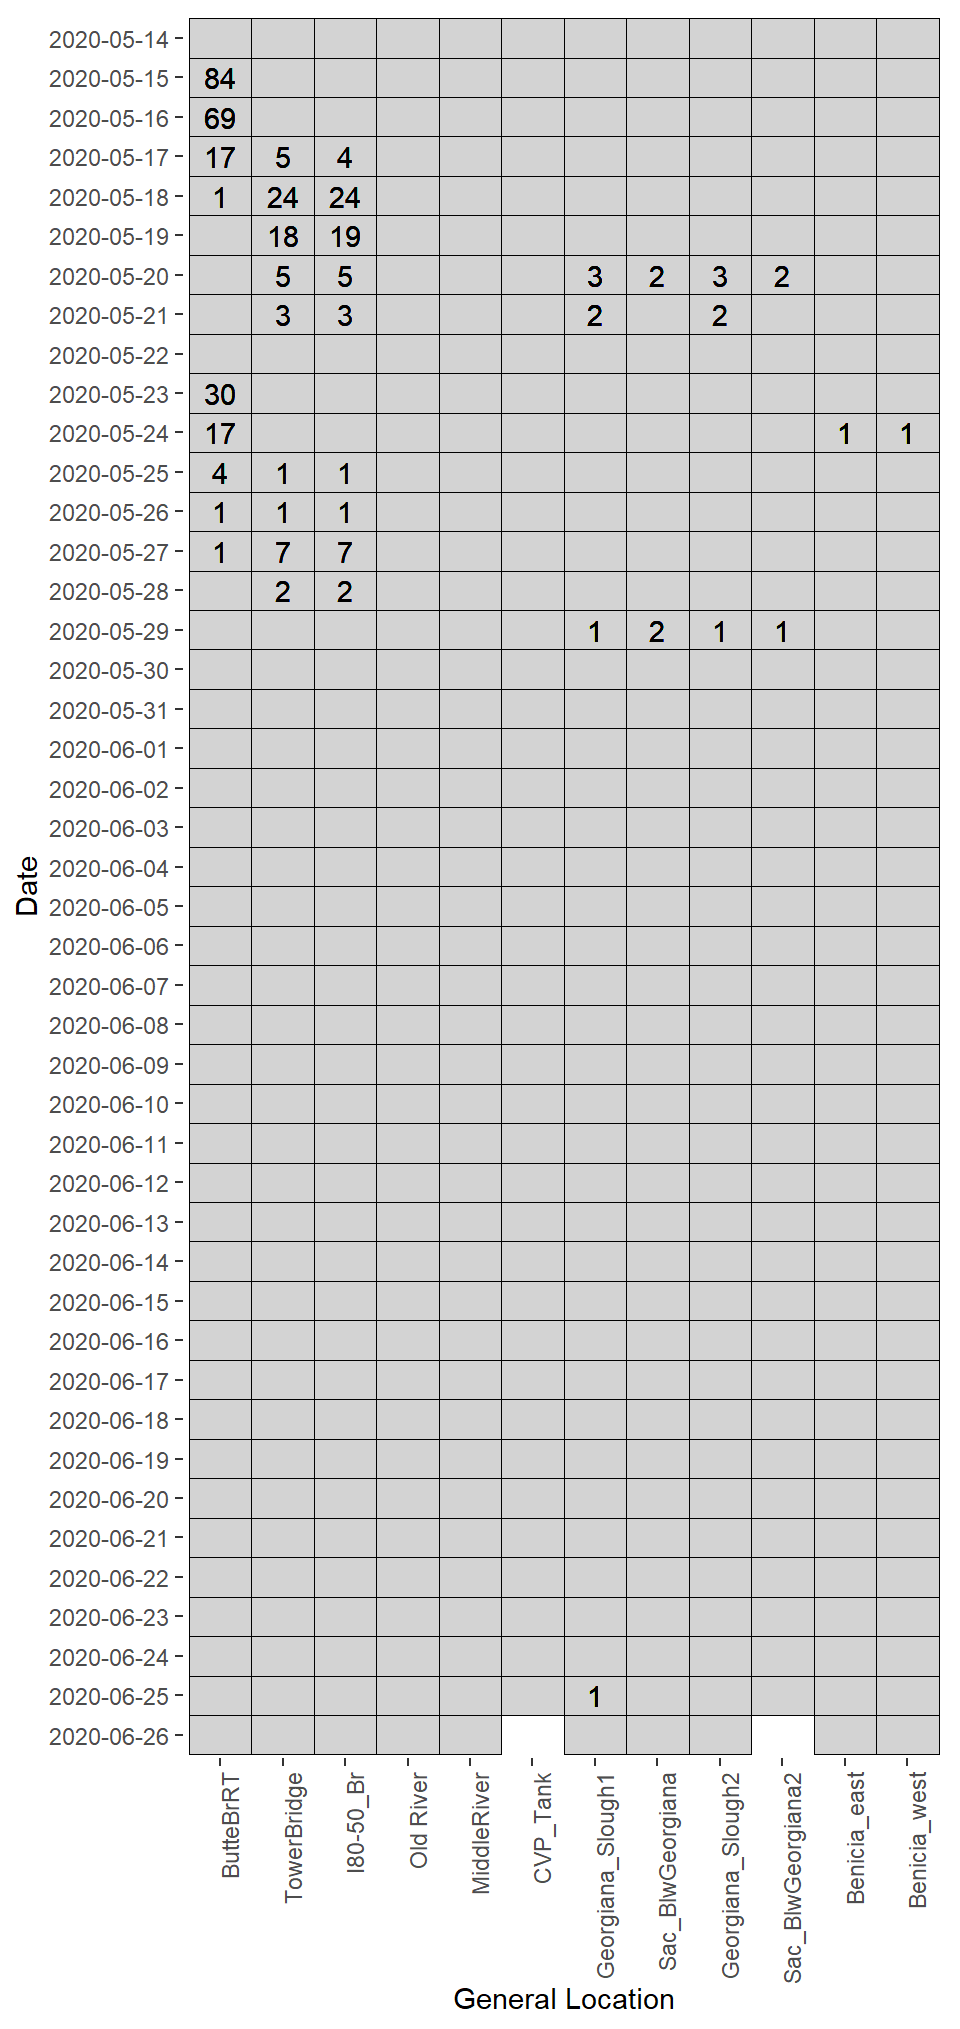 2020-05-14
2020-05-15 84
2020-05-16 69
2020-05-17 17 5 4
2020-05-18 1 24 24
2020-05-19 18 19
2020-05-20 5 5 3 2 3 2
2020-05-21 3 3 2 2
2020-05-22
2020-05-23 30
2020-05-24 17 1 1
2020-05-25 4 1 1
2020-05-26 1 1 1
2020-05-27 1 7 7
2020-05-28 2 2
2020-05-29 1 2 1 1
2020-05-30
2020-05-31
2020-06-01
2020-06-02
2020-06-03
2020-06-04
2020-06-05
2020-06-06
2020-06-07
2020-06-08
2020-06-09
2020-06-10
2020-06-11
2020-06-12
2020-06-13
2020-06-14
2020-06-15
2020-06-16
2020-06-17
2020-06-18
2020-06-19
2020-06-20
2020-06-21
2020-06-22
2020-06-23
2020-06-24
2020-06-25 1
2020-06-26
Date
ButteBrRT
TowerBridge
I80-50_Br
Old River
MiddleRiver
CVP_Tank
Georgiana_Slough1
Sac_BlwGeorgiana
Georgiana_Slough2
Sac_BlwGeorgiana2
Benicia_east
Benicia_west
General Location